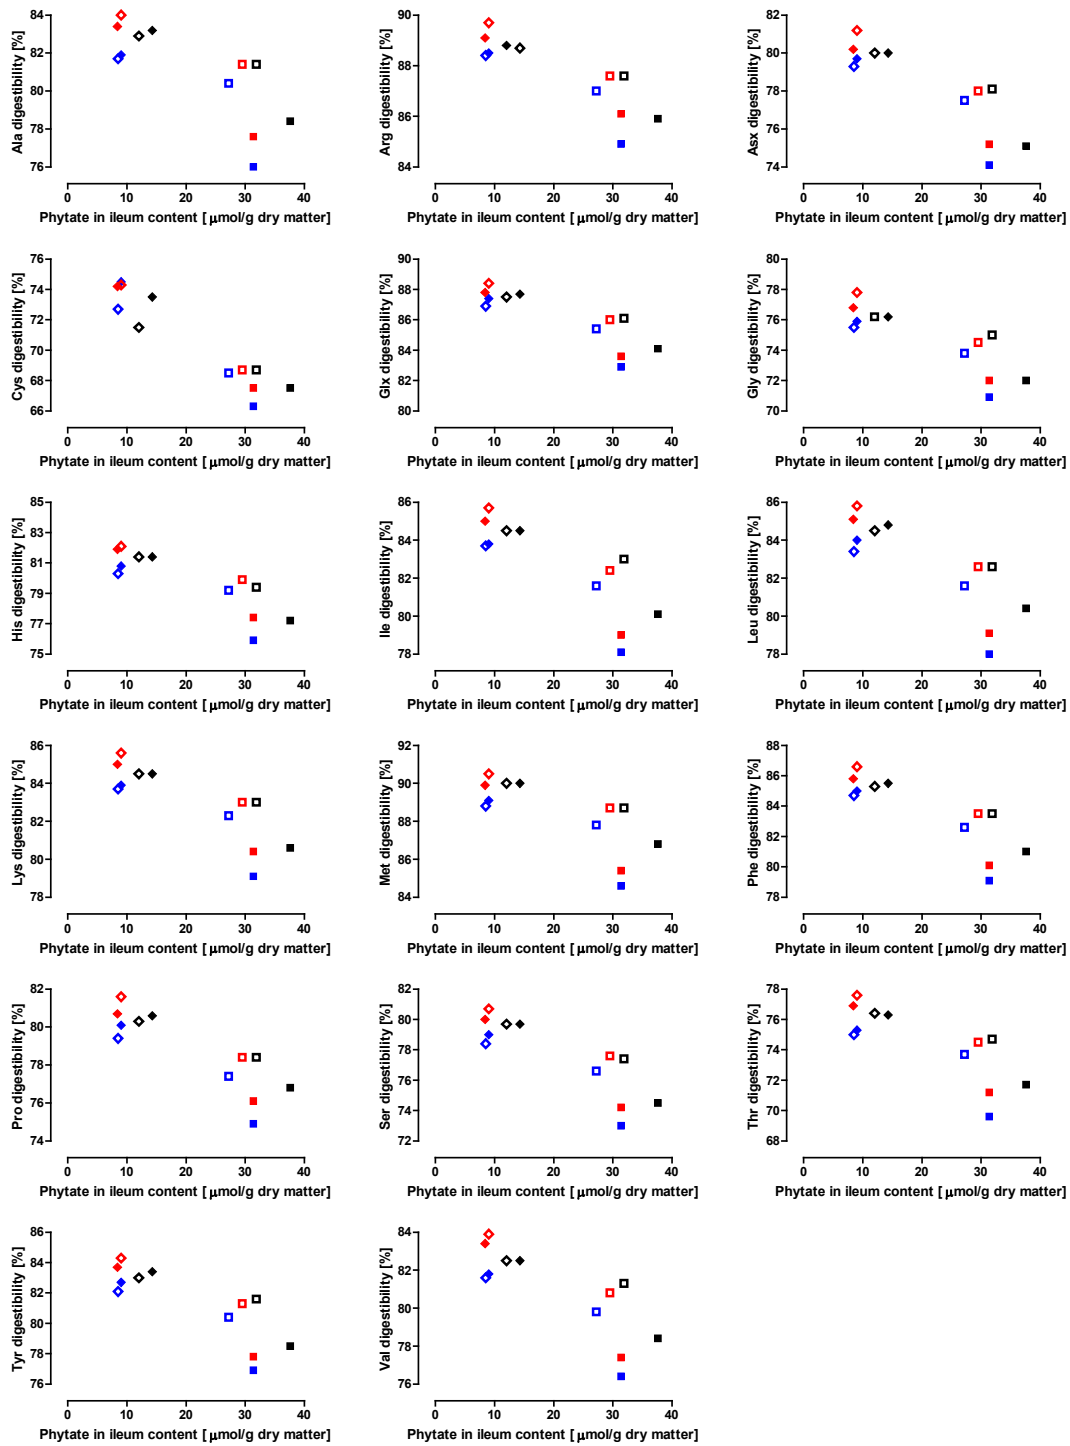 84
82
80
78
76
Ala digestibility [%]
0 10 20 30 40
Phytate in ileum content [ μmol/g dry matter]
90
88
86
84
Arg digestibility [%]
0 10 20 30 40
Phytate in ileum content [ μmol/g dry matter]
82
80
78
76
74
Asx digestibility [%]
0 10 20 30 40
Phytate in ileum content [ μmol/g dry matter]
76
74
72
70
68
66
Cys digestibility [%]
0 10 20 30 40
Phytate in ileum content [ μmol/g dry matter]
90
88
86
84
82
80
Glx digestibility [%]
0 10 20 30 40
Phytate in ileum content [ μmol/g dry matter]
80
78
76
74
72
70
Gly digestibility [%]
0 10 20 30 40
Phytate in ileum content [ μmol/g dry matter]
85
83
81
79
77
75
His digestibility [%]
0 10 20 30 40
Phytate in ileum content [ μmol/g dry matter]
86
84
82
80
78
Ile digestibility [%]
0 10 20 30 40
Phytate in ileum content [ μmol/g dry matter]
86
84
82
80
78
Leu digestibility [%]
0 10 20 30 40
Phytate in ileum content [ μmol/g dry matter]
86
84
82
80
78
Lys digestibility [%]
0 10 20 30 40
Phytate in ileum content [ μmol/g dry matter]
92
90
88
86
84
Met digestibility [%]
0 10 20 30 40
Phytate in ileum content [ μmol/g dry matter]
88
86
84
82
80
78
Phe digestibility [%]
0 10 20 30 40
Phytate in ileum content [ μmol/g dry matter]
82
80
78
76
74
Pro digestibility [%]
0 10 20 30 40
Phytate in ileum content [ μmol/g dry matter]
82
80
78
76
74
72
Ser digestibility [%]
0 10 20 30 40
Phytate in ileum content [ μmol/g dry matter]
78
76
74
72
70
68
Thr digestibility [%]
0 10 20 30 40
Phytate in ileum content [ μmol/g dry matter]
86
84
82
80
78
76
Tyr digestibility [%]
0 10 20 30 40
Phytate in ileum content [ μmol/g dry matter]
84
82
80
78
76
Val digestibility [%]
0 10 20 30 40
Phytate in ileum content [ μmol/g dry matter]